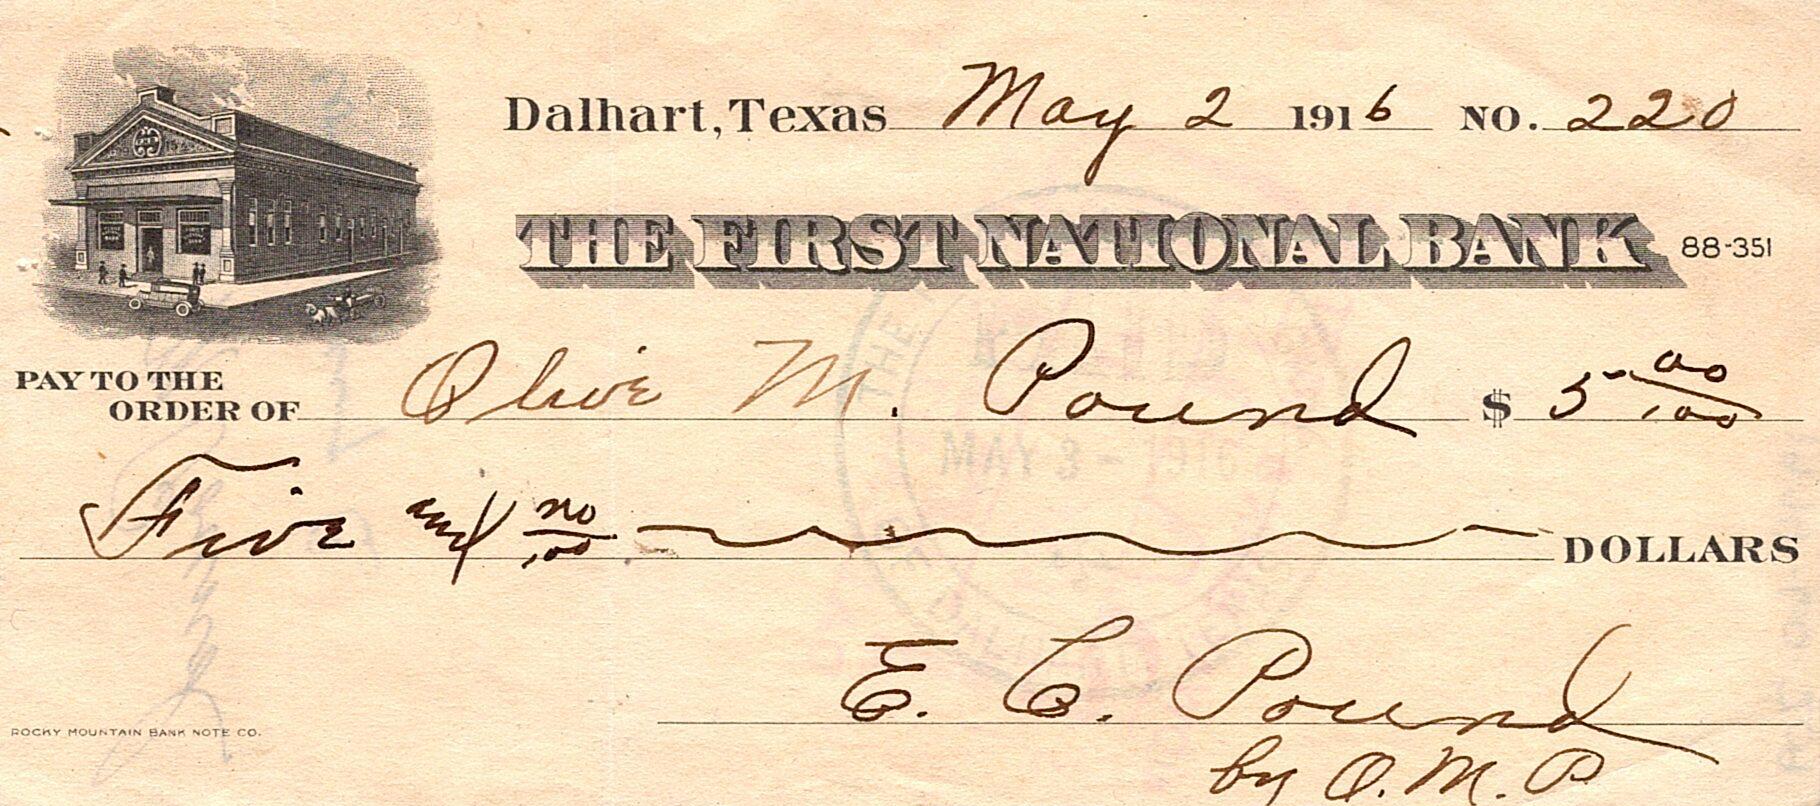 Dalhart, Texas May 2 1916 NO. 220
THE FIRST NATIONAL BANK 88-351
PAY TO THE
ORDER OF Olive M. Pound $ 5 00/100
Five and no/100 DOLLARS
MAY 3 - 1916
E. C. Pound
by O. M. P
ROCKY MOUNTAIN BANK NOTE CO.